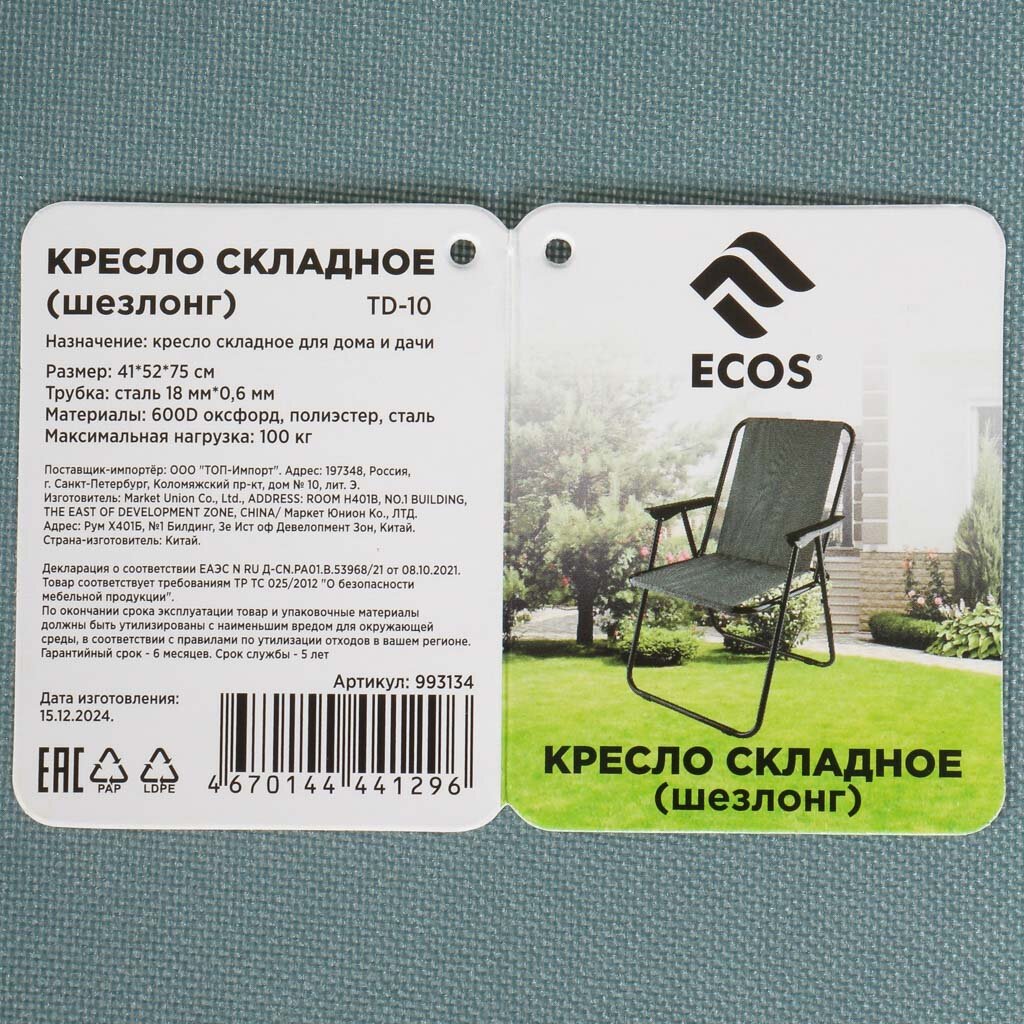 КРЕСЛО СКЛАДНОЕ
(шезлонг) TD-10
Назначение: кресло складное для дома и дачи
Размер: 41*52*75 см
Трубка: сталь 18 мм*0,6 мм
Материалы: 600D оксфорд, полиэстер, сталь
Максимальная нагрузка: 100 кг
Поставщик-импортёр: ООО "ТОП-Импорт". Адрес: 197348, Россия,
г. Санкт-Петербург, Коломяжский пр-кт, дом № 10, лит. Э.
Изготовитель: Market Union Co., Ltd., ADDRESS: ROOM H401B, NO.1 BUILDING,
THE EAST OF DEVELOPMENT ZONE, CHINA/ Маркет Юнион Ко., ЛТД.
Адрес: Рум Х401Б, №1 Билдинг, Зе Ист оф Девелопмент Зон, Китай.
Страна-изготовитель: Китай.
Декларация о соответствии ЕАЭС N RU Д-CN.РА01.В.53968/21 от 08.10.2021.
Товар соответствует требованиям ТР ТС 025/2012 "О безопасности
мебельной продукции".
По окончании срока эксплуатации товар и упаковочные материалы
должны быть утилизированы с наименьшим вредом для окружающей
среды, в соответствии с правилами по утилизации отходов в вашем регионе.
Гарантийный срок - 6 месяцев. Срок службы - 5 лет
Артикул: 993134
Дата изготовления:
15.12.2024.
EAC
PAP
LDPE
4 670144 441296
ECOS®
КРЕСЛО СКЛАДНОЕ
(шезлонг)